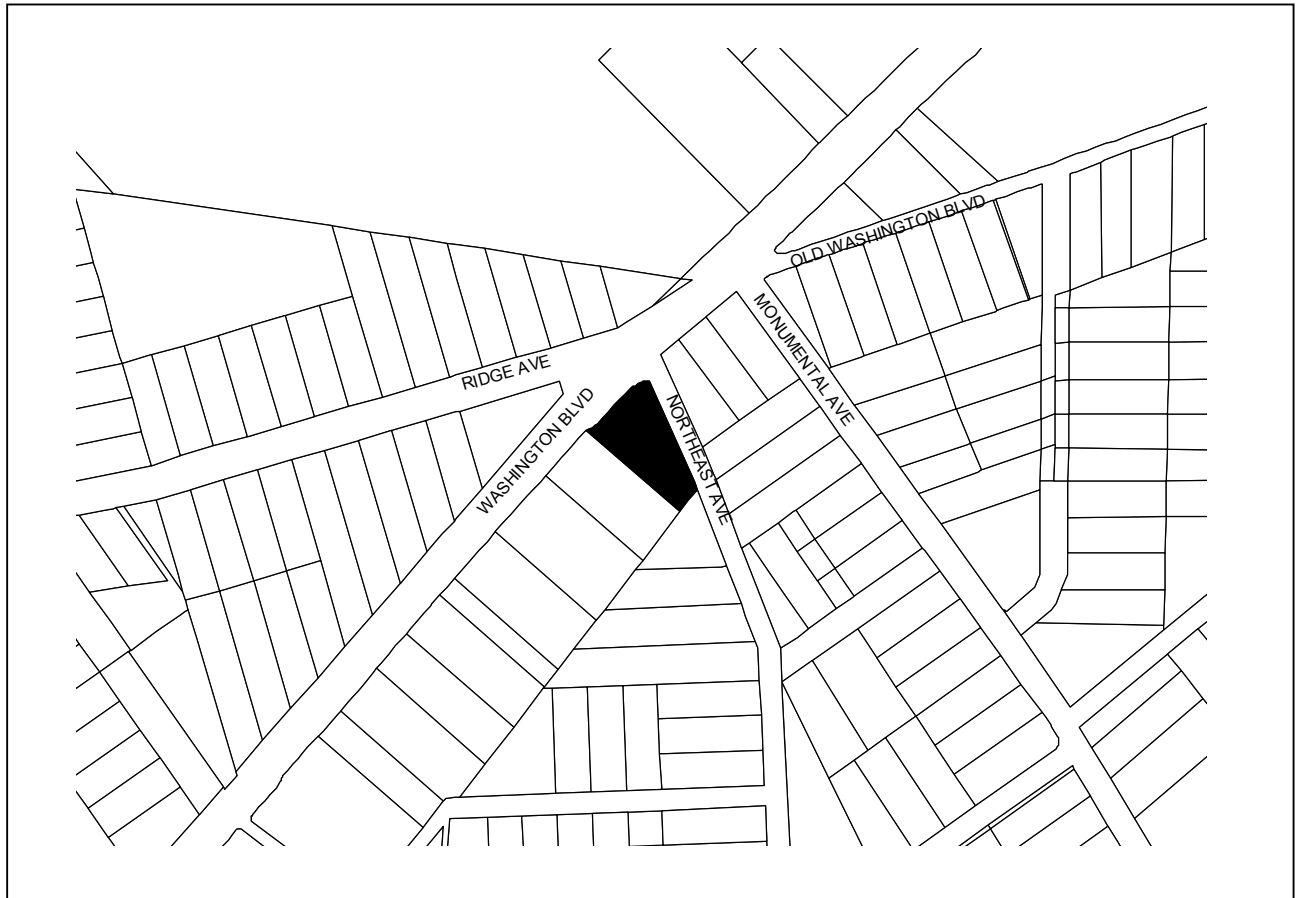 OLD WASHINGTON BLVD
MONUMENTAL AVE
RIDGE AVE
WASHINGTON BLVD
NORTHEAST AVE